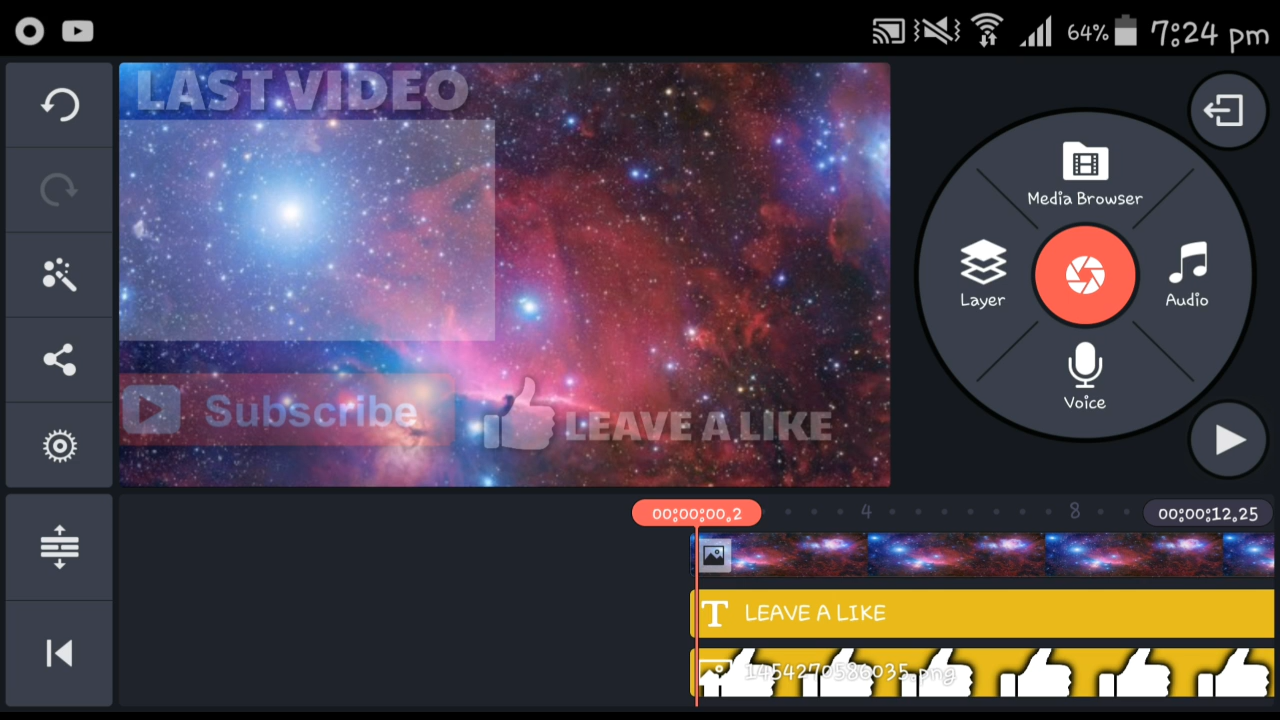 64% 7:24 pm
LAST VIDEO
Media Browser
Layer
Audio
Voice
Subscribe
LEAVE A LIKE
00:00:00.2
4
8
00:00:12.25
T LEAVE A LIKE
1454270586035.png